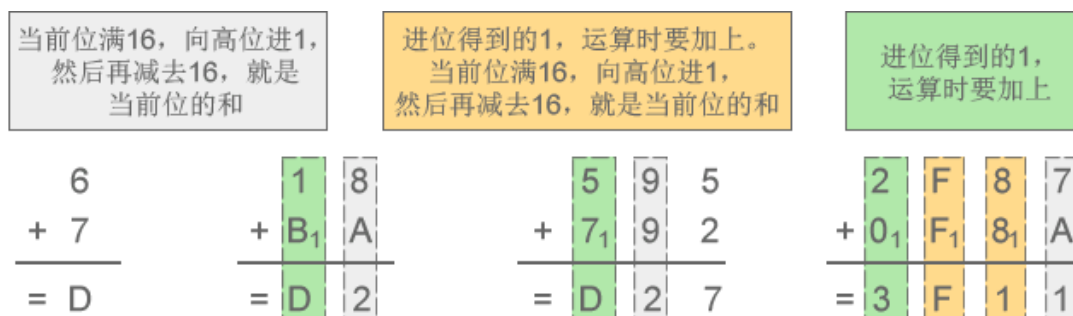 当前位满16，向高位进1，
然后再减去16，就是
当前位的和
进位得到的1，运算时要加上。
当前位满16，向高位进1，
然后再减去16，就是当前位的和
进位得到的1，
运算时要加上
6
+ 7
= D
1 8
+ B1 A
= D 2
5 9 5
+ 71 9 2
= D 2 7
2 F 8 7
+ 01 F1 81 A
= 3 F 1 1